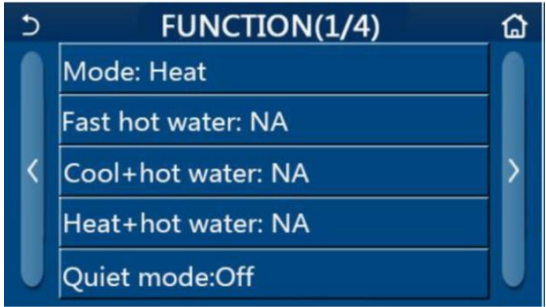 FUNCTION(1/4)
Mode: Heat
Fast hot water: NA
Cool+hot water: NA
Heat+hot water: NA
Quiet mode:Off